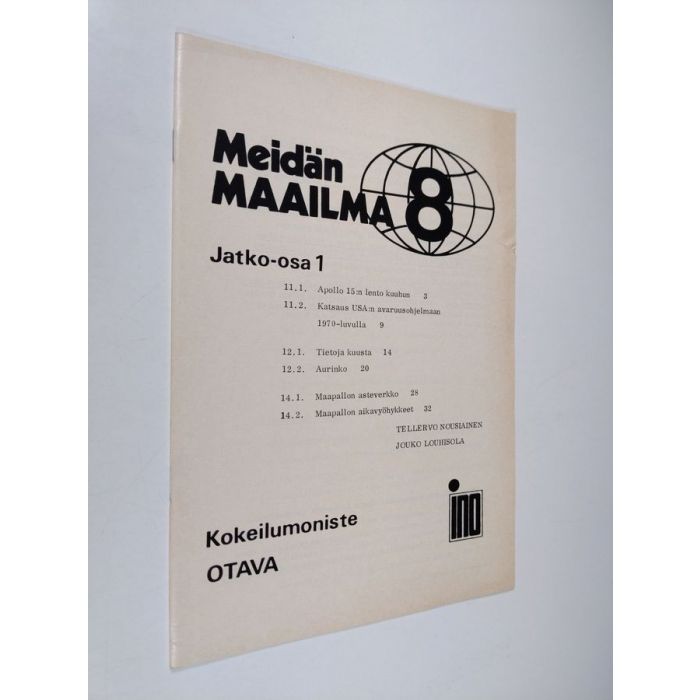 Meidän
MAAILMA 8
Jatko-osa 1
11.1. Apollo 15:n lento kuuhun 3
11.2. Katsaus USA:n avaruusohjelmaan
1970-luvulla 9
12.1. Tietoja kuusta 14
12.2. Aurinko 20
14.1. Maapallon asteverkko 28
14.2. Maapallon aikavyöhykkeet 32
TELLERVO NOUSIAINEN
JOUKO LOUHISOLA
Kokeilumoniste
OTAVA
ino